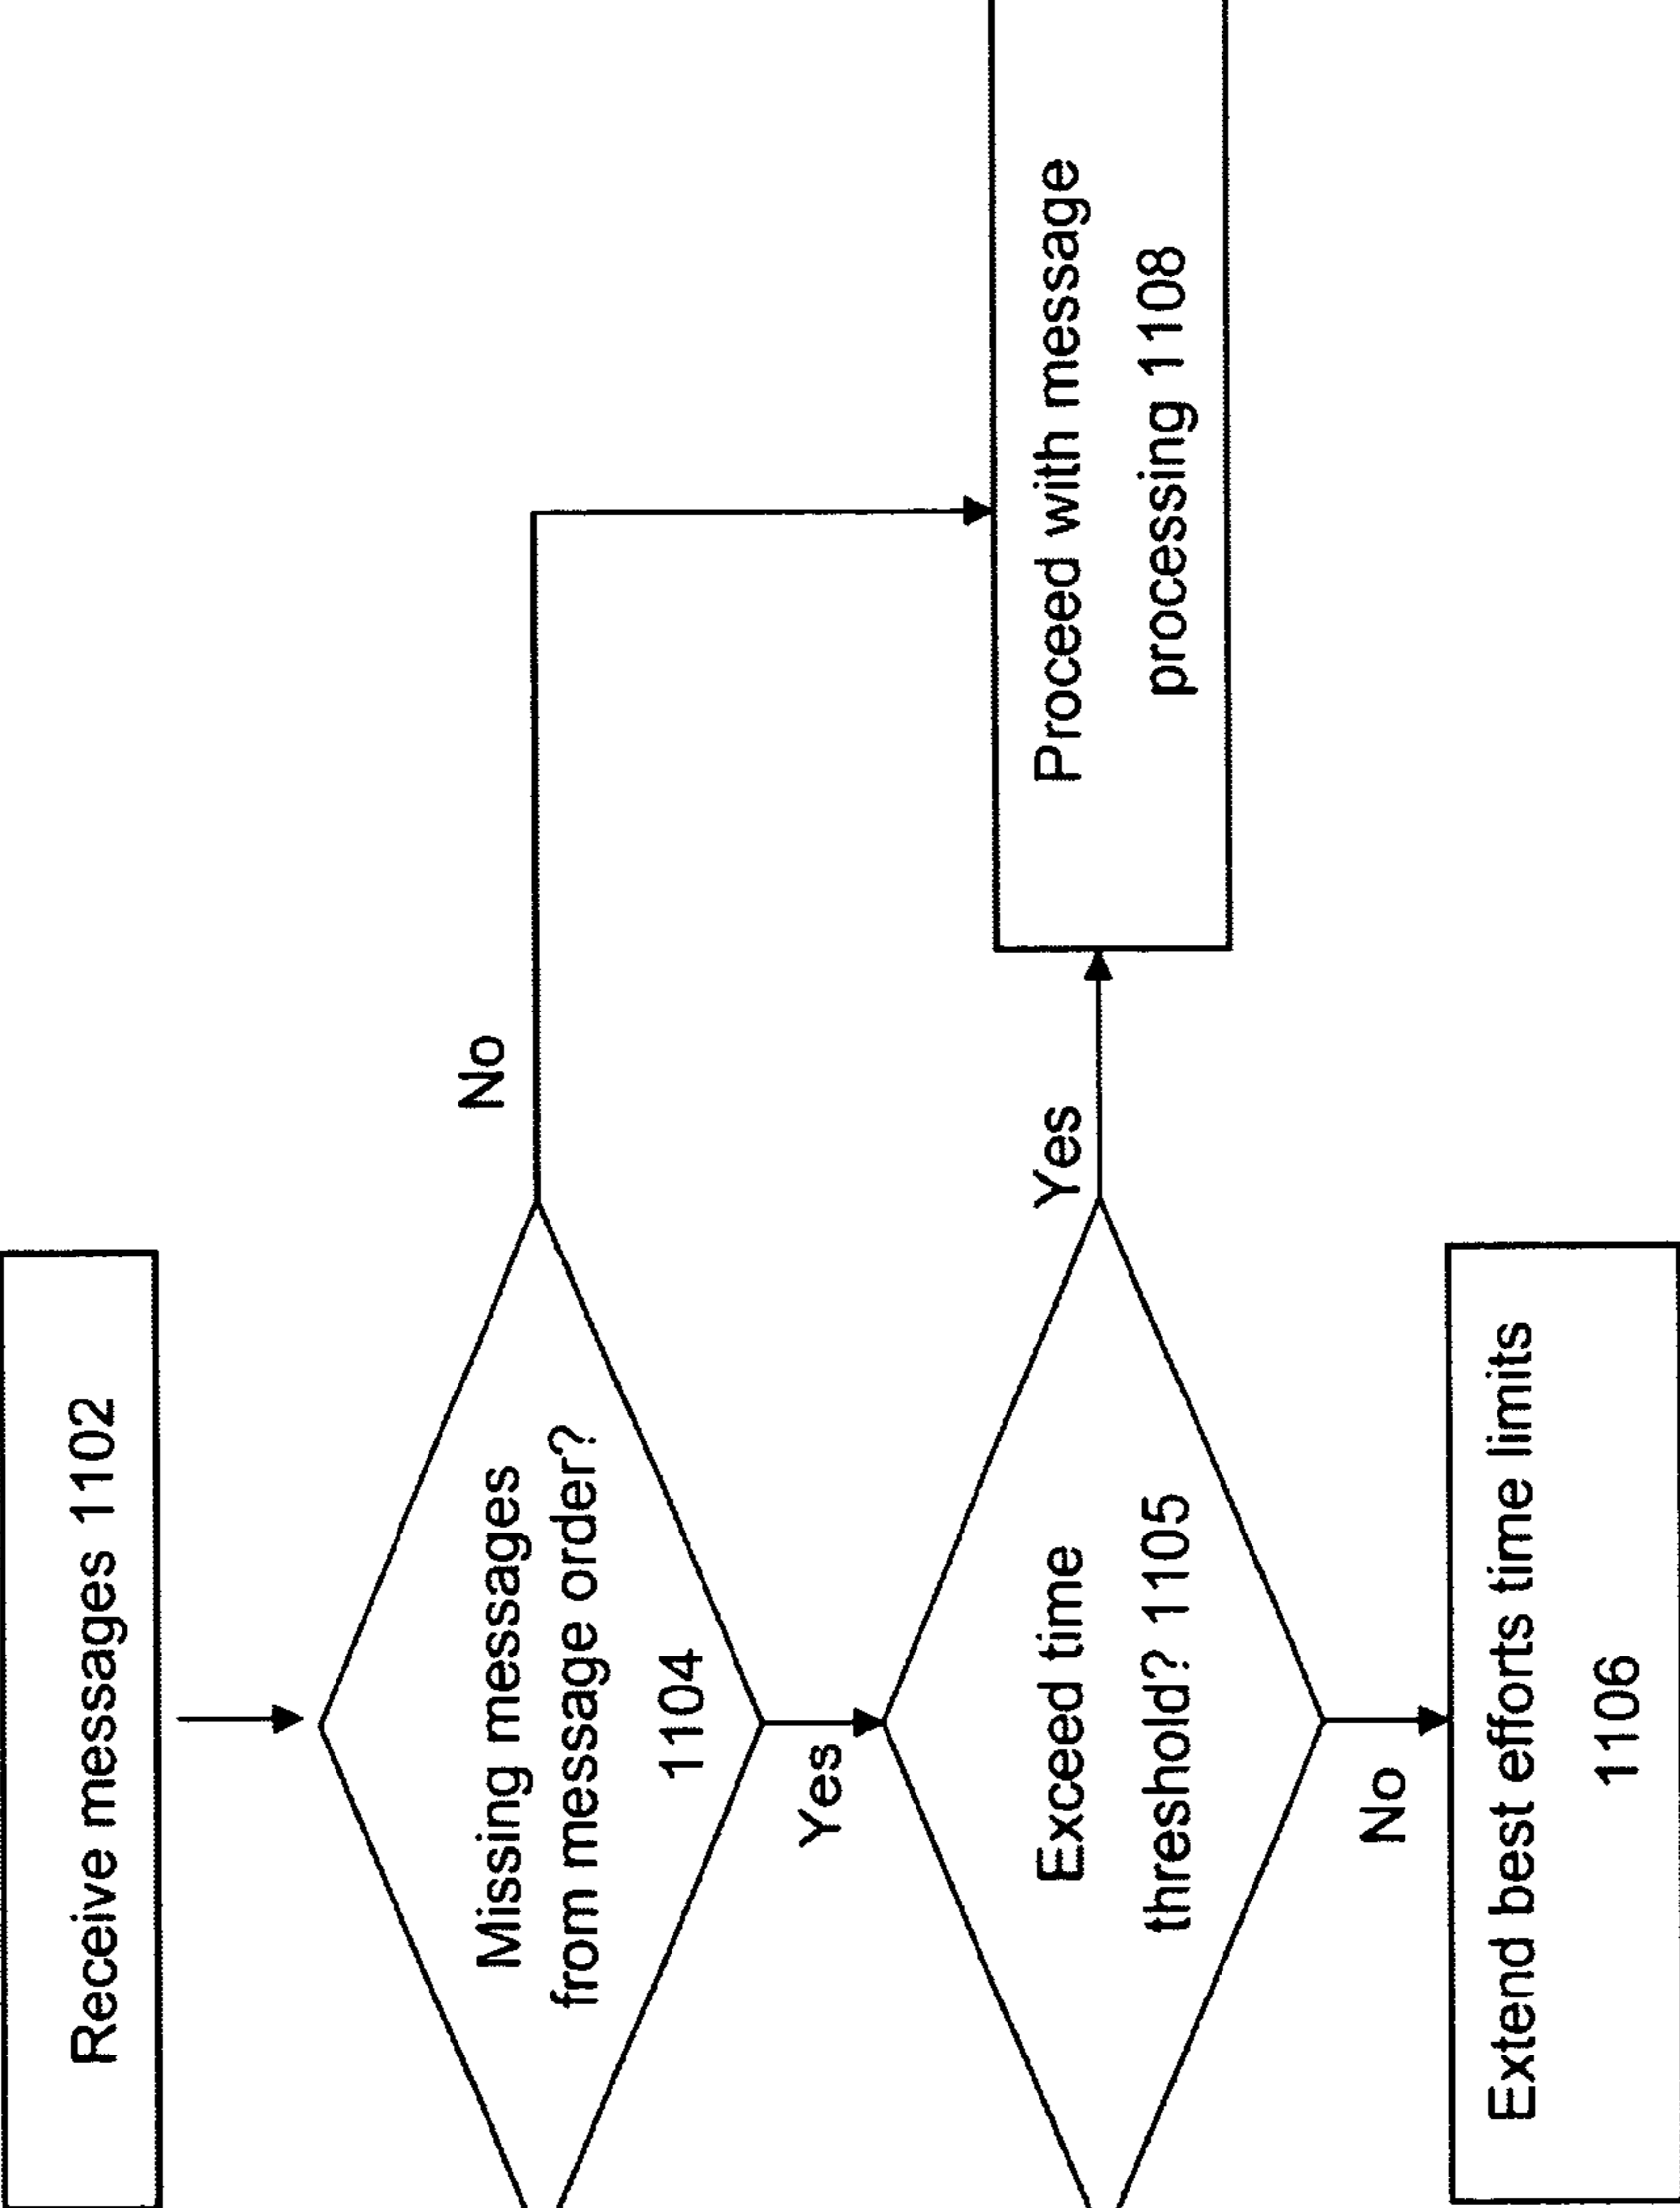 Receive messages 1102
Missing messages
from message order?
1104
No
Yes
Exceed time
threshold? 1105
Yes
Proceed with message
processing 1108
No
Extend best efforts time limits
1106